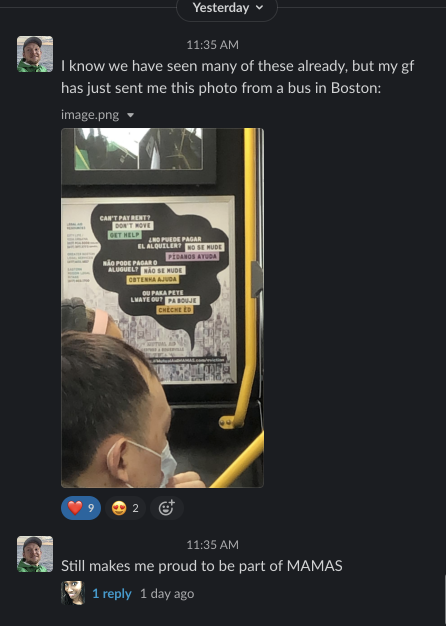 Yesterday
11:35 AM
I know we have seen many of these already, but my gf
has just sent me this photo from a bus in Boston:
image.png
CAN'T PAY RENT?
DON'T MOVE
GET HELP
¿NO PUEDE PAGAR
EL ALQUILER? NO SE MUDE
PIDANOS AYUDA
NÃO PODE PAGAR O
ALUGUEL? NÃO SE MUDE
OBTENHA AJUDA
OU PAKA PEYE
LWAYE OU? PA BOUJE
CHÈCHE ÈD
9
2
11:35 AM
Still makes me proud to be part of MAMAS
1 reply 1 day ago